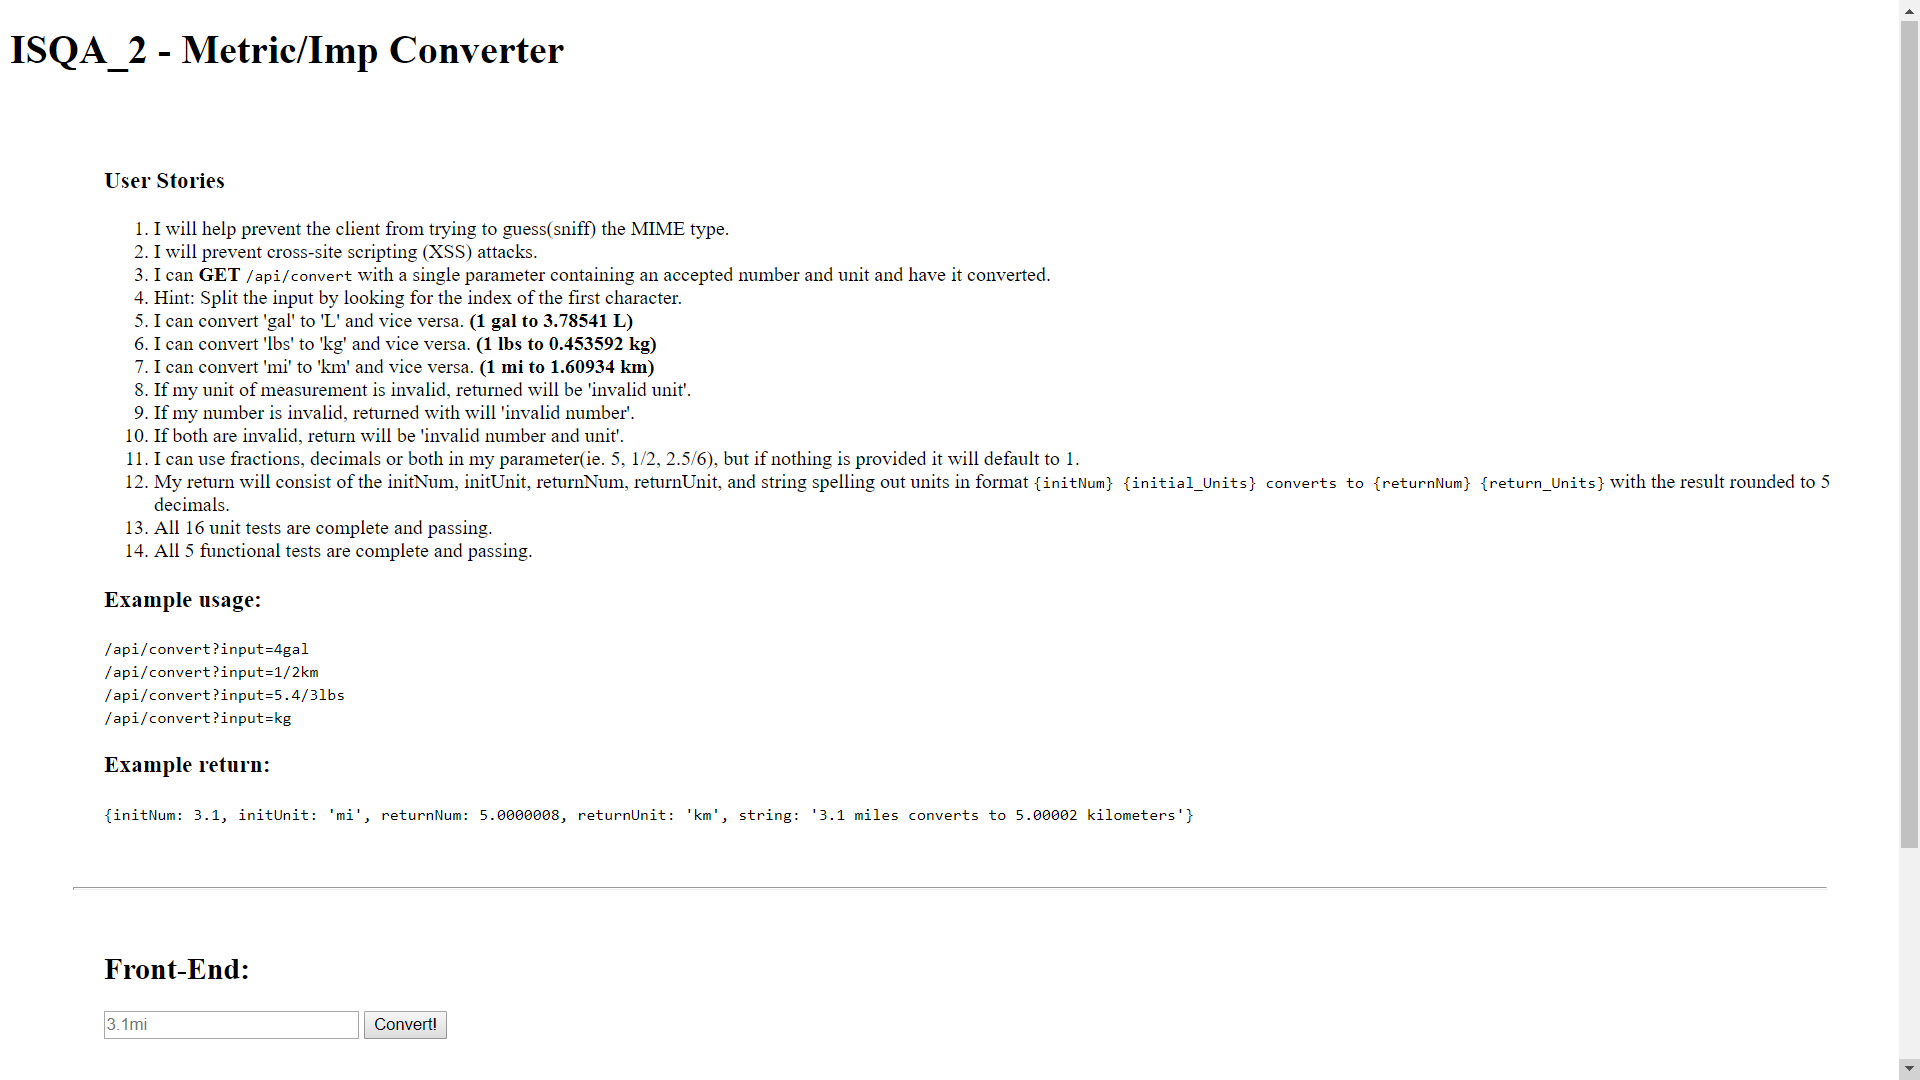 ISQA_2 - Metric/Imp Converter
User Stories
1. I will help prevent the client from trying to guess(sniff) the MIME type.
2. I will prevent cross-site scripting (XSS) attacks.
3. I can GET /api/convert with a single parameter containing an accepted number and unit and have it converted.
4. Hint: Split the input by looking for the index of the first character.
5. I can convert 'gal' to 'L' and vice versa. (1 gal to 3.78541 L)
6. I can convert 'lbs' to 'kg' and vice versa. (1 lbs to 0.453592 kg)
7. I can convert 'mi' to 'km' and vice versa. (1 mi to 1.60934 km)
8. If my unit of measurement is invalid, returned will be 'invalid unit'.
9. If my number is invalid, returned with will 'invalid number'.
10. If both are invalid, return will be 'invalid number and unit'.
11. I can use fractions, decimals or both in my parameter(ie. 5, 1/2, 2.5/6), but if nothing is provided it will default to 1.
12. My return will consist of the initNum, initUnit, returnNum, returnUnit, and string spelling out units in format {initNum} {initial_Units} converts to {returnNum} {return_Units} with the result rounded to 5
decimals.
13. All 16 unit tests are complete and passing.
14. All 5 functional tests are complete and passing.
Example usage:
/api/convert?input=4gal
/api/convert?input=1/2km
/api/convert?input=5.4/3lbs
/api/convert?input=kg
Example return:
{initNum: 3.1, initUnit: 'mi', returnNum: 5.0000008, returnUnit: 'km', string: '3.1 miles converts to 5.00002 kilometers'}
Front-End:
3.1mi Convert!